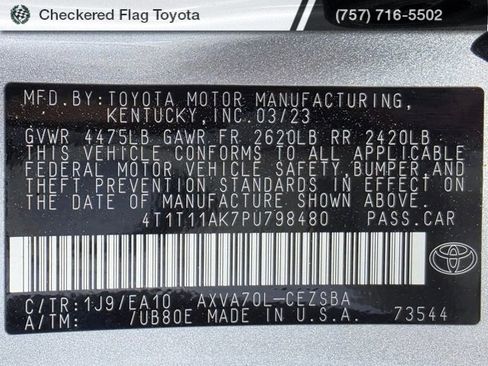 Checkered Flag Toyota (757) 716-5502
MFD.BY:TOYOTA MOTOR MANUFACTURING,
KENTUCKY, INC. 03/23
GVWR 4475LB GAWR FR 2620LB RR 2420LB
THIS VEHICLE CONFORMS TO ALL APPLICABLE
FEDERAL MOTOR VEHICLE SAFETY, BUMPER, AND
THEFT PREVENTION STANDARDS IN EFFECT ON
THE DATE OF MANUFACTURE SHOWN ABOVE.
4T1T11AK7PU798480 PASS.CAR
C/TR:1J9/EA10 AXVA70L-CEZSBA
A/TM: /UB80E MADE IN U.S.A. 73544
TOYOTA